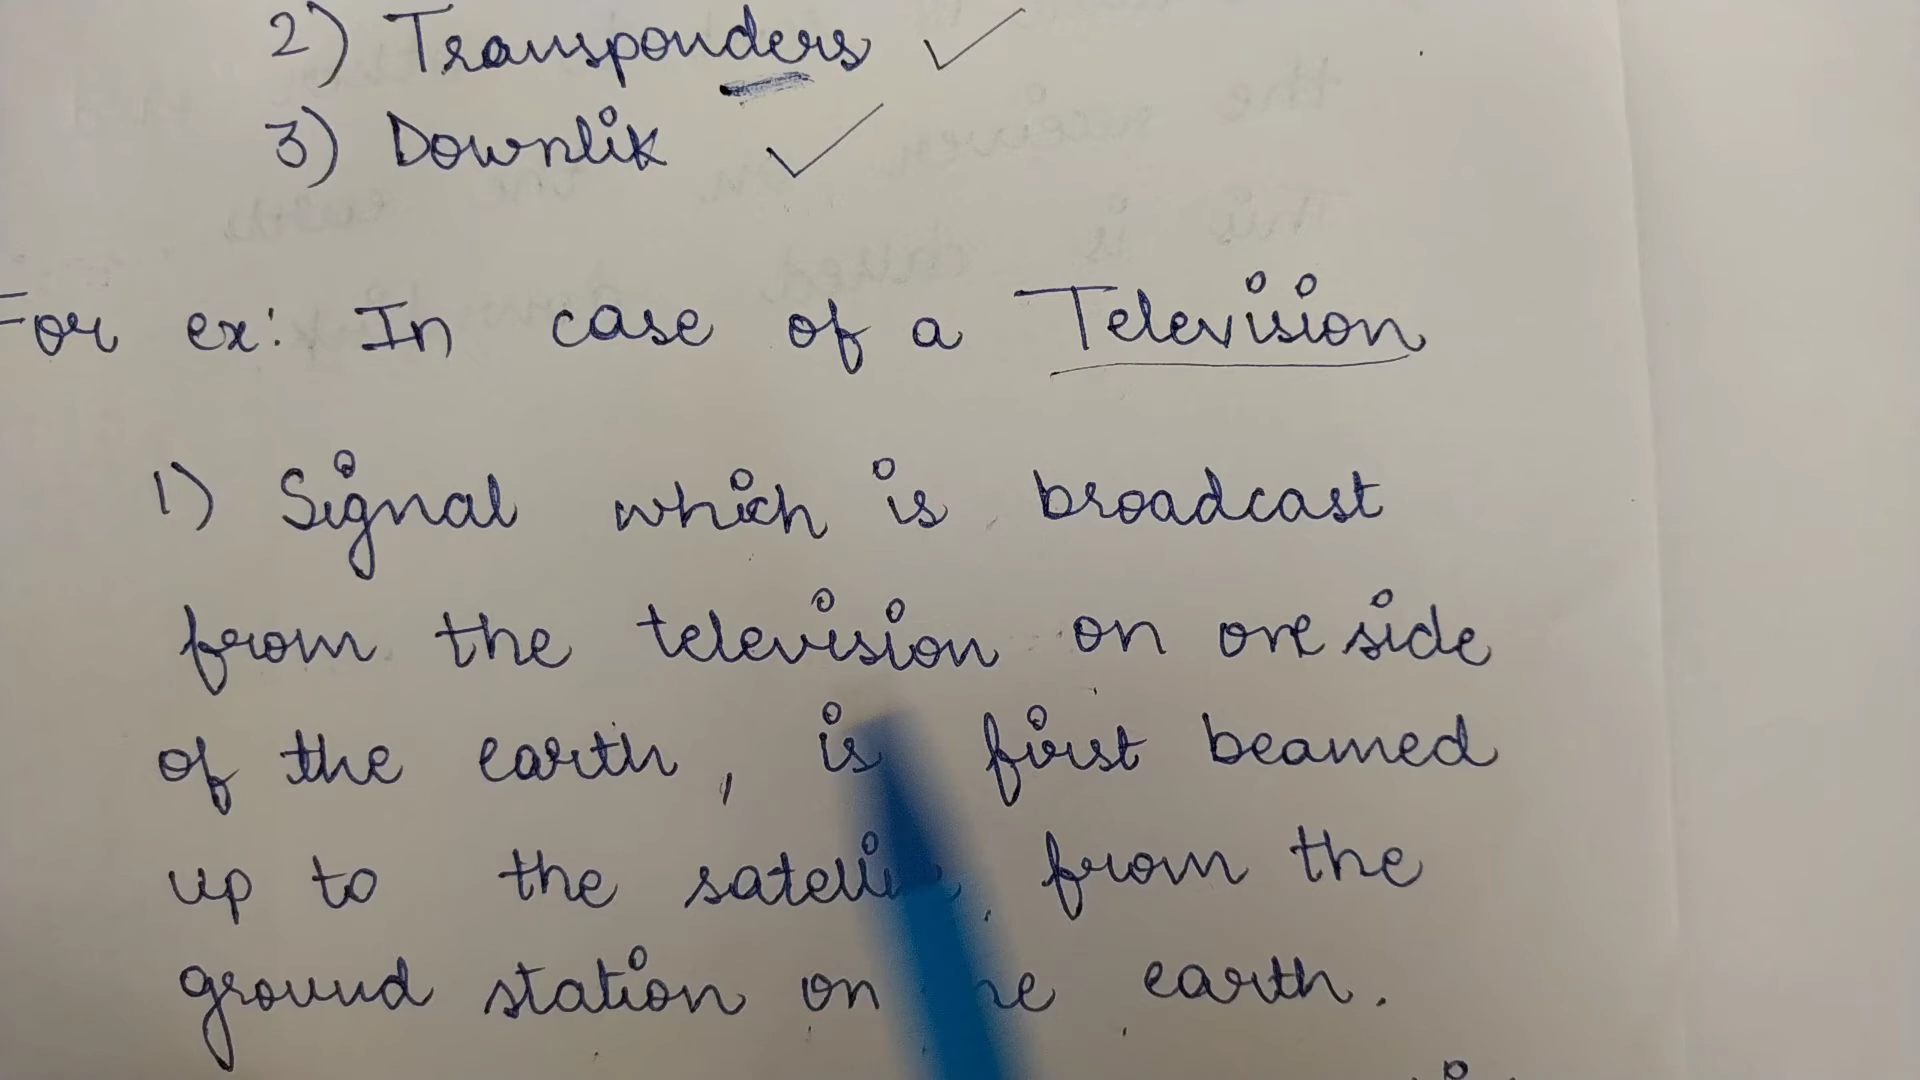 2) Transponders
3) Downlik
For ex: In case of a Television
1) Signal which is broadcast
from the television on one side
of the earth, is first beamed
up to the from the
ground station on earth.